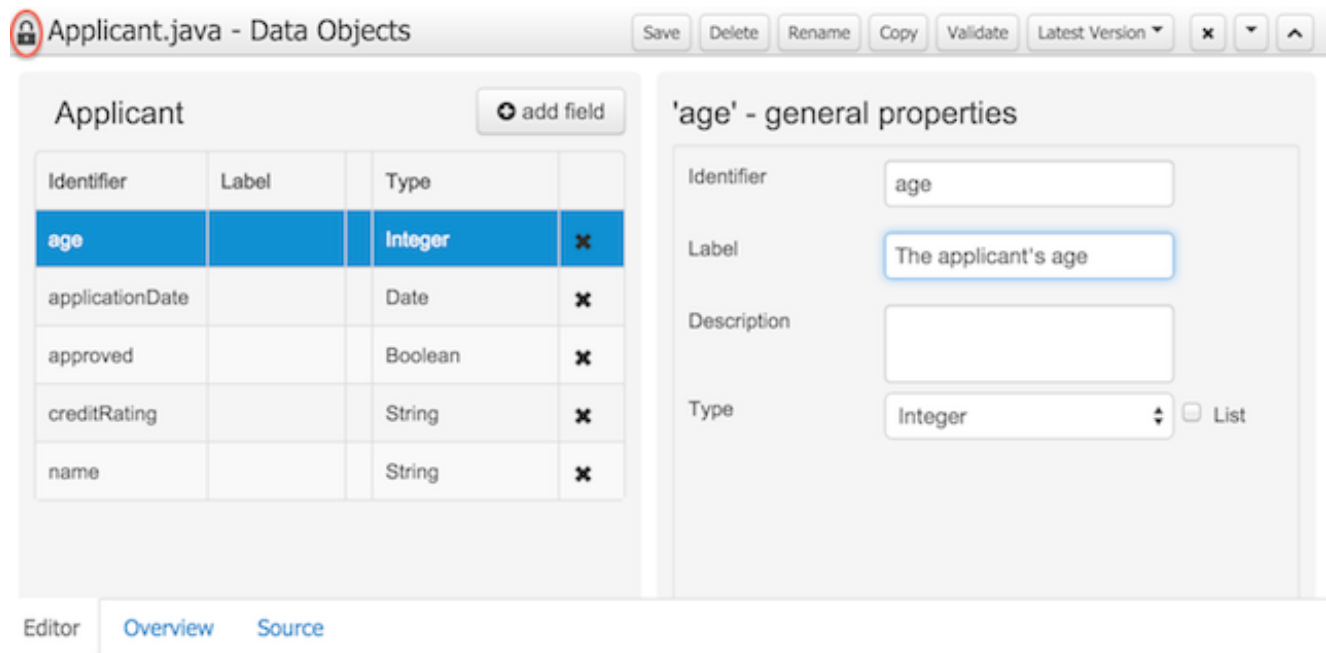 Applicant.java - Data Objects
Save Delete Rename Copy Validate Latest Version
Applicant
add field
Identifier Label Type
age Integer
applicationDate Date
approved Boolean
creditRating String
name String
'age' - general properties
Identifier age
Label The applicant's age
Description
Type Integer List
Editor Overview Source